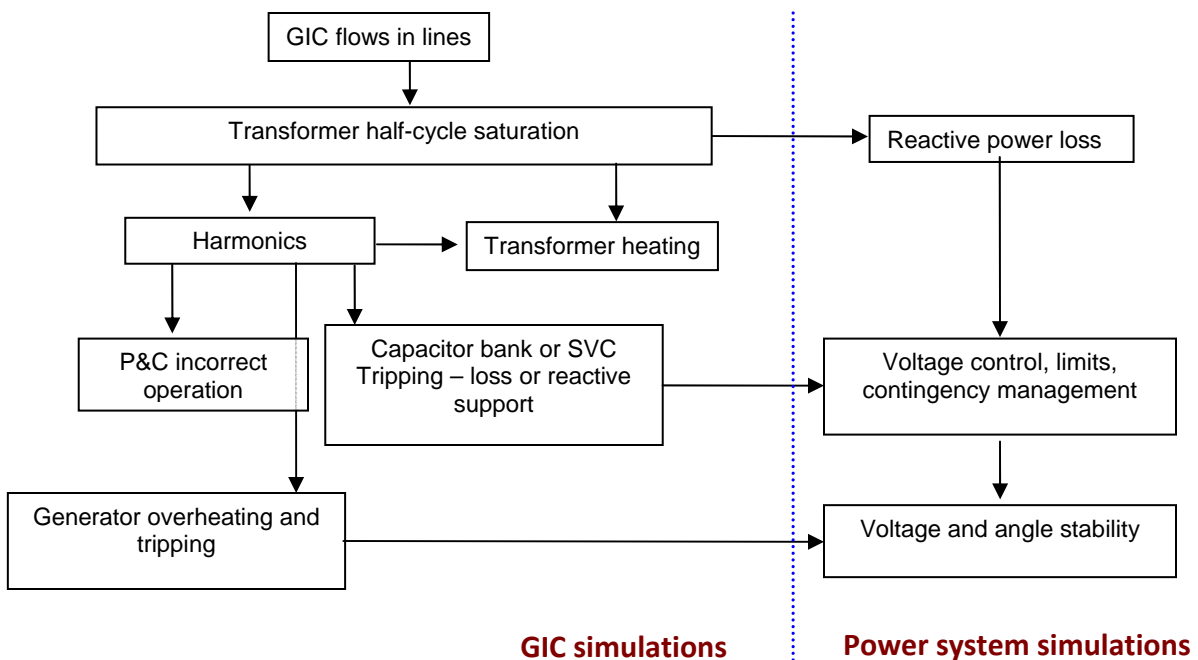 GIC flows in lines
Transformer half-cycle saturation
Reactive power loss
Harmonics
Transformer heating
P&C incorrect
operation
Capacitor bank or SVC
Tripping – loss or reactive
support
Voltage control, limits,
contingency management
Generator overheating and
tripping
Voltage and angle stability
GIC simulations
Power system simulations